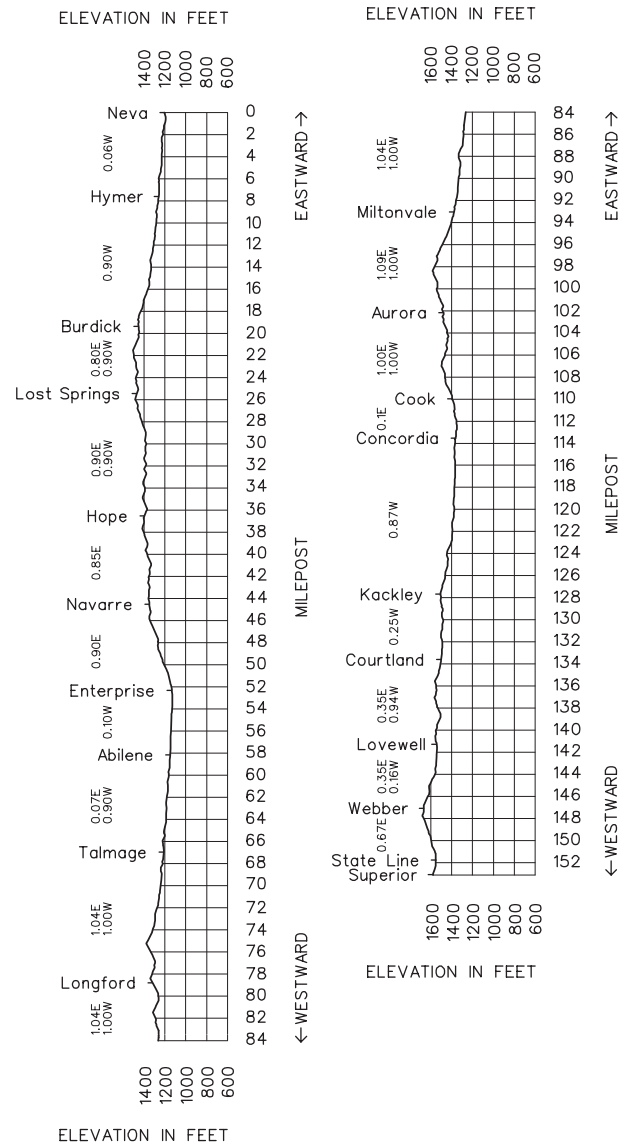 ELEVATION IN FEET
1400
1200
1000
800
600
Neva
0
2
0.06W
4
6
Hymer
8
10
12
0.90W
14
16
18
Burdick
20
0.80E
0.90W
22
24
Lost Springs
26
28
30
0.90E
0.90W
32
34
Hope
36
38
40
0.85E
42
Navarre
44
46
0.90E
48
50
Enterprise
52
54
0.10W
56
Abilene
58
60
0.07E
0.90W
62
64
66
Talmage
68
70
72
1.04E
1.00W
74
76
78
Longford
80
1.04E
1.00W
82
84
EASTWARD→
MILEPOST
←WESTWARD
1400
1200
1000
800
600
ELEVATION IN FEET
ELEVATION IN FEET
1600
1400
1200
1000
800
600
84
86
1.04E
1.00W
88
90
92
Miltonvale
94
96
1.09E
1.00W
98
100
Aurora
102
104
1.00E
1.00W
106
108
Cook
110
0.1E
112
Concordia
114
116
118
120
0.87W
122
124
126
Kackley
128
0.25W
130
132
Courtland
134
136
0.35E
0.94W
138
140
Lovewell
142
0.35E
0.16W
144
146
Webber
148
0.67E
150
State Line
152
Superior
EASTWARD→
MILEPOST
←WESTWARD
1600
1400
1200
1000
800
600
ELEVATION IN FEET